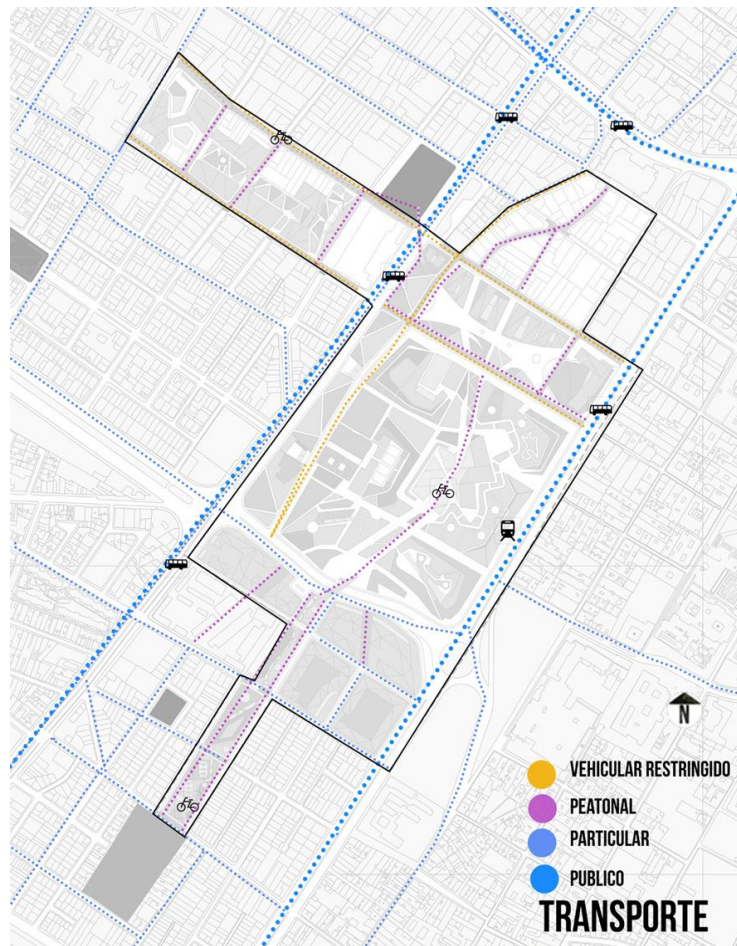 N
VEHICULAR RESTRINGIDO
PEATONAL
PARTICULAR
PUBLICO
TRANSPORTE